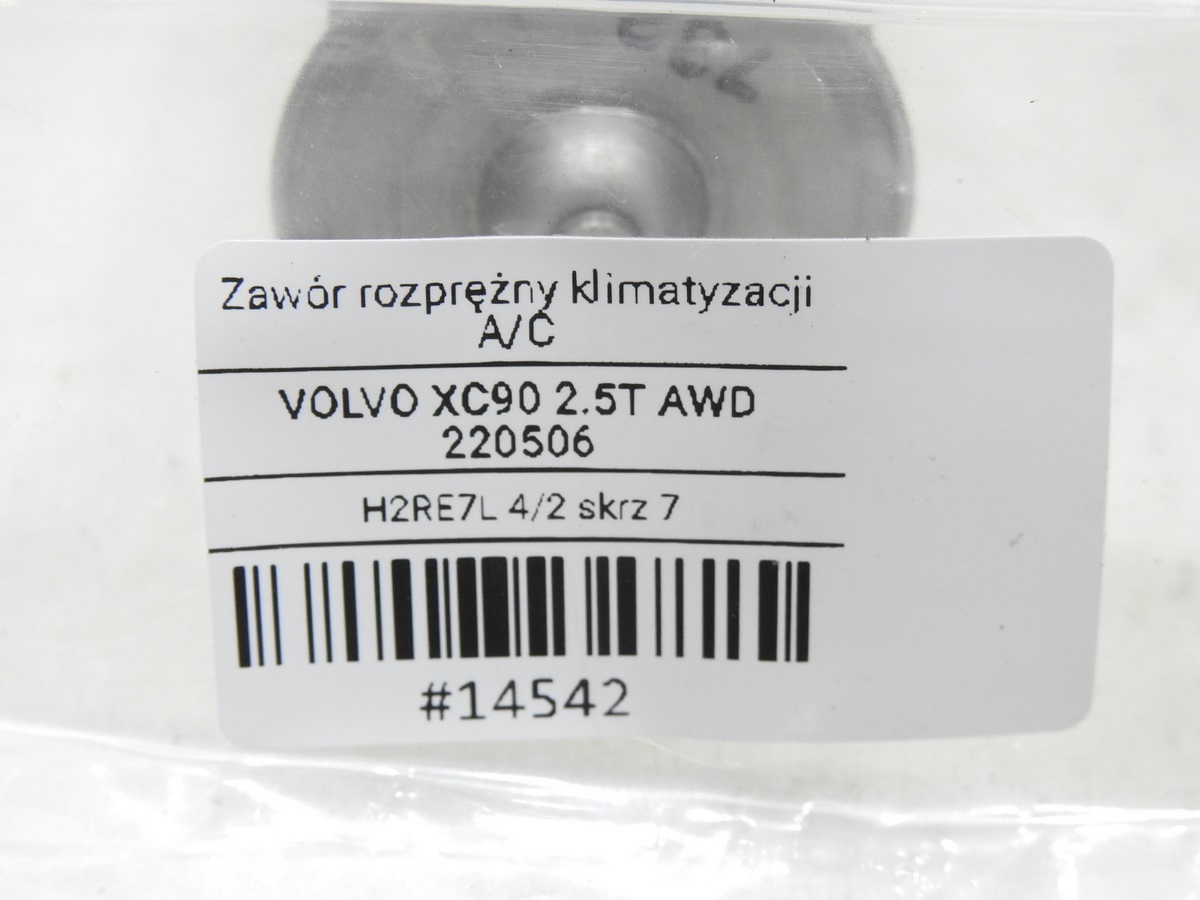 Zawór rozprężny klimatyzacji
A/C
VOLVO XC90 2.5T AWD
220506
H2RE7L 4/2 skrz 7
#14542